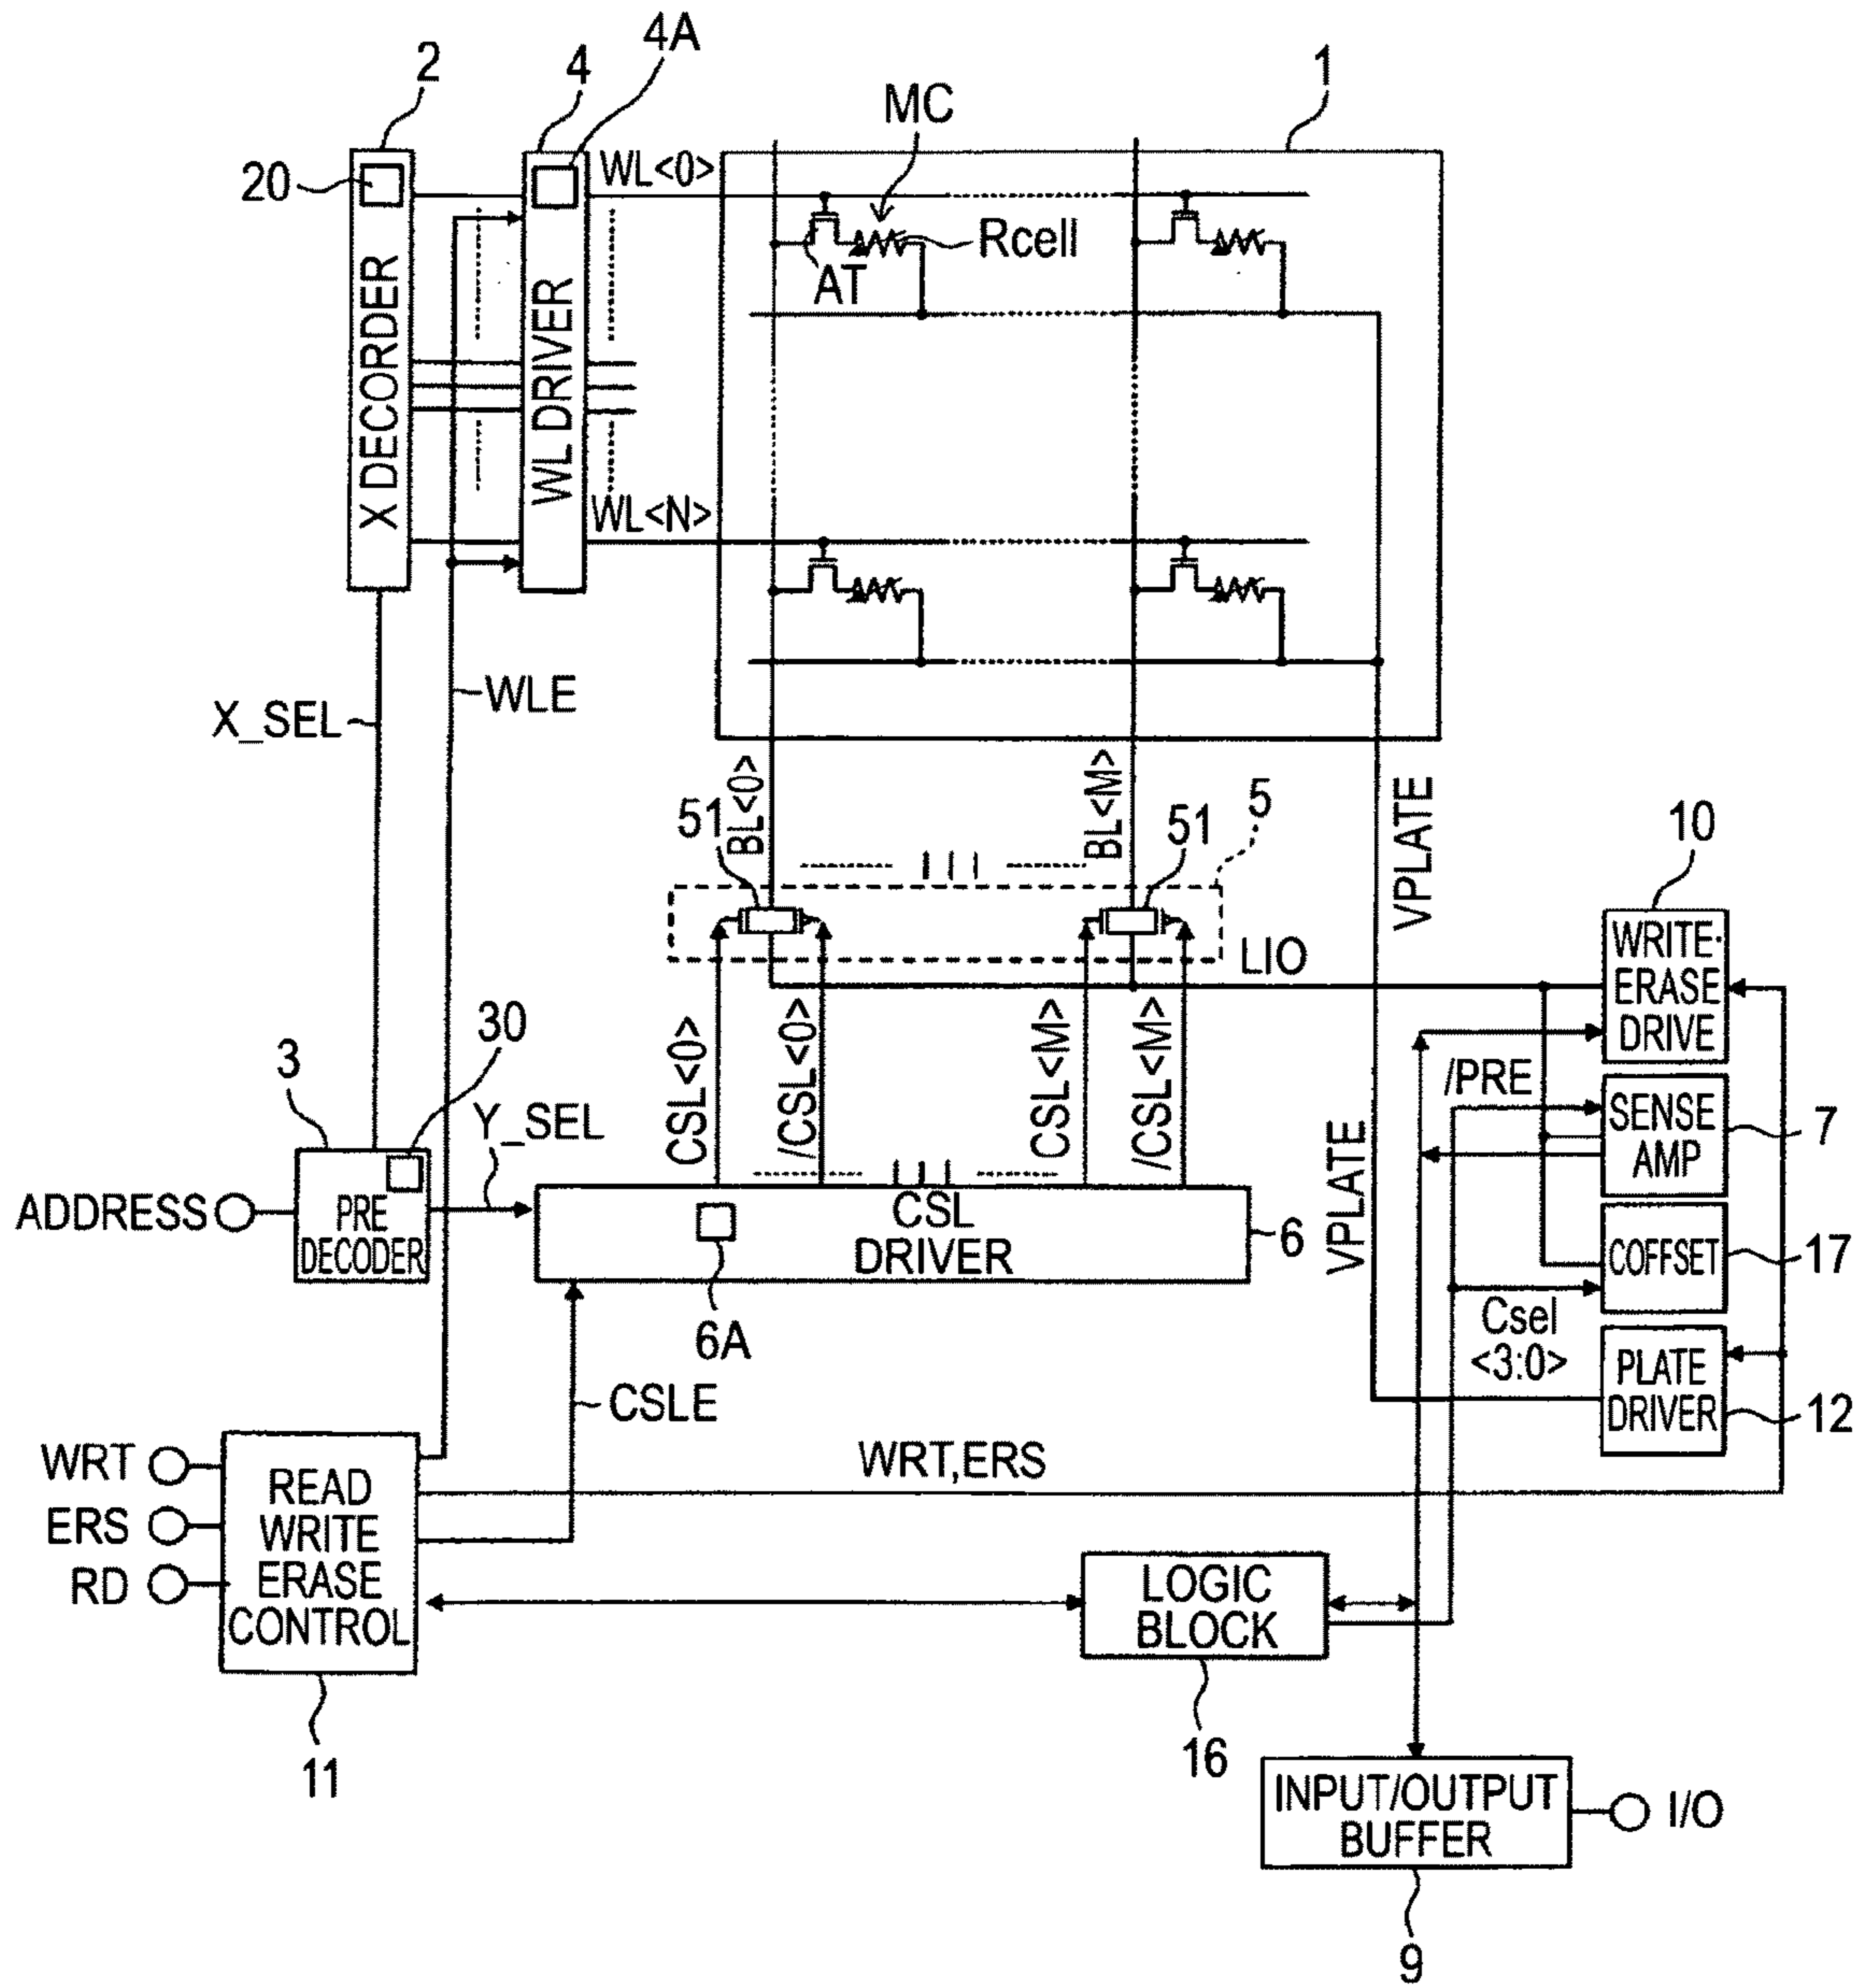 4A
2
4
1
MC
20
WL<0>
Rcell
AT
X DECORDER
WL DRIVER
WL<N>
WLE
X_SEL
BL<0>
BL<M>
VPLATE
5
51
51
10
WRITE·
ERASE
DRIVE
LIO
30
3
CSL<0>
/CSL<0>
CSL<M>
/CSL<M>
/PRE
SENSE
AMP
7
Y_SEL
VPLATE
ADDRESS
PRE
DECODER
CSL
DRIVER
6
COFFSET
17
6A
Csel
<3:0>
PLATE
DRIVER
12
CSLE
WRT
ERS
RD
READ
WRITE
ERASE
CONTROL
WRT,ERS
LOGIC
BLOCK
11
16
INPUT/OUTPUT
BUFFER
I/O
9